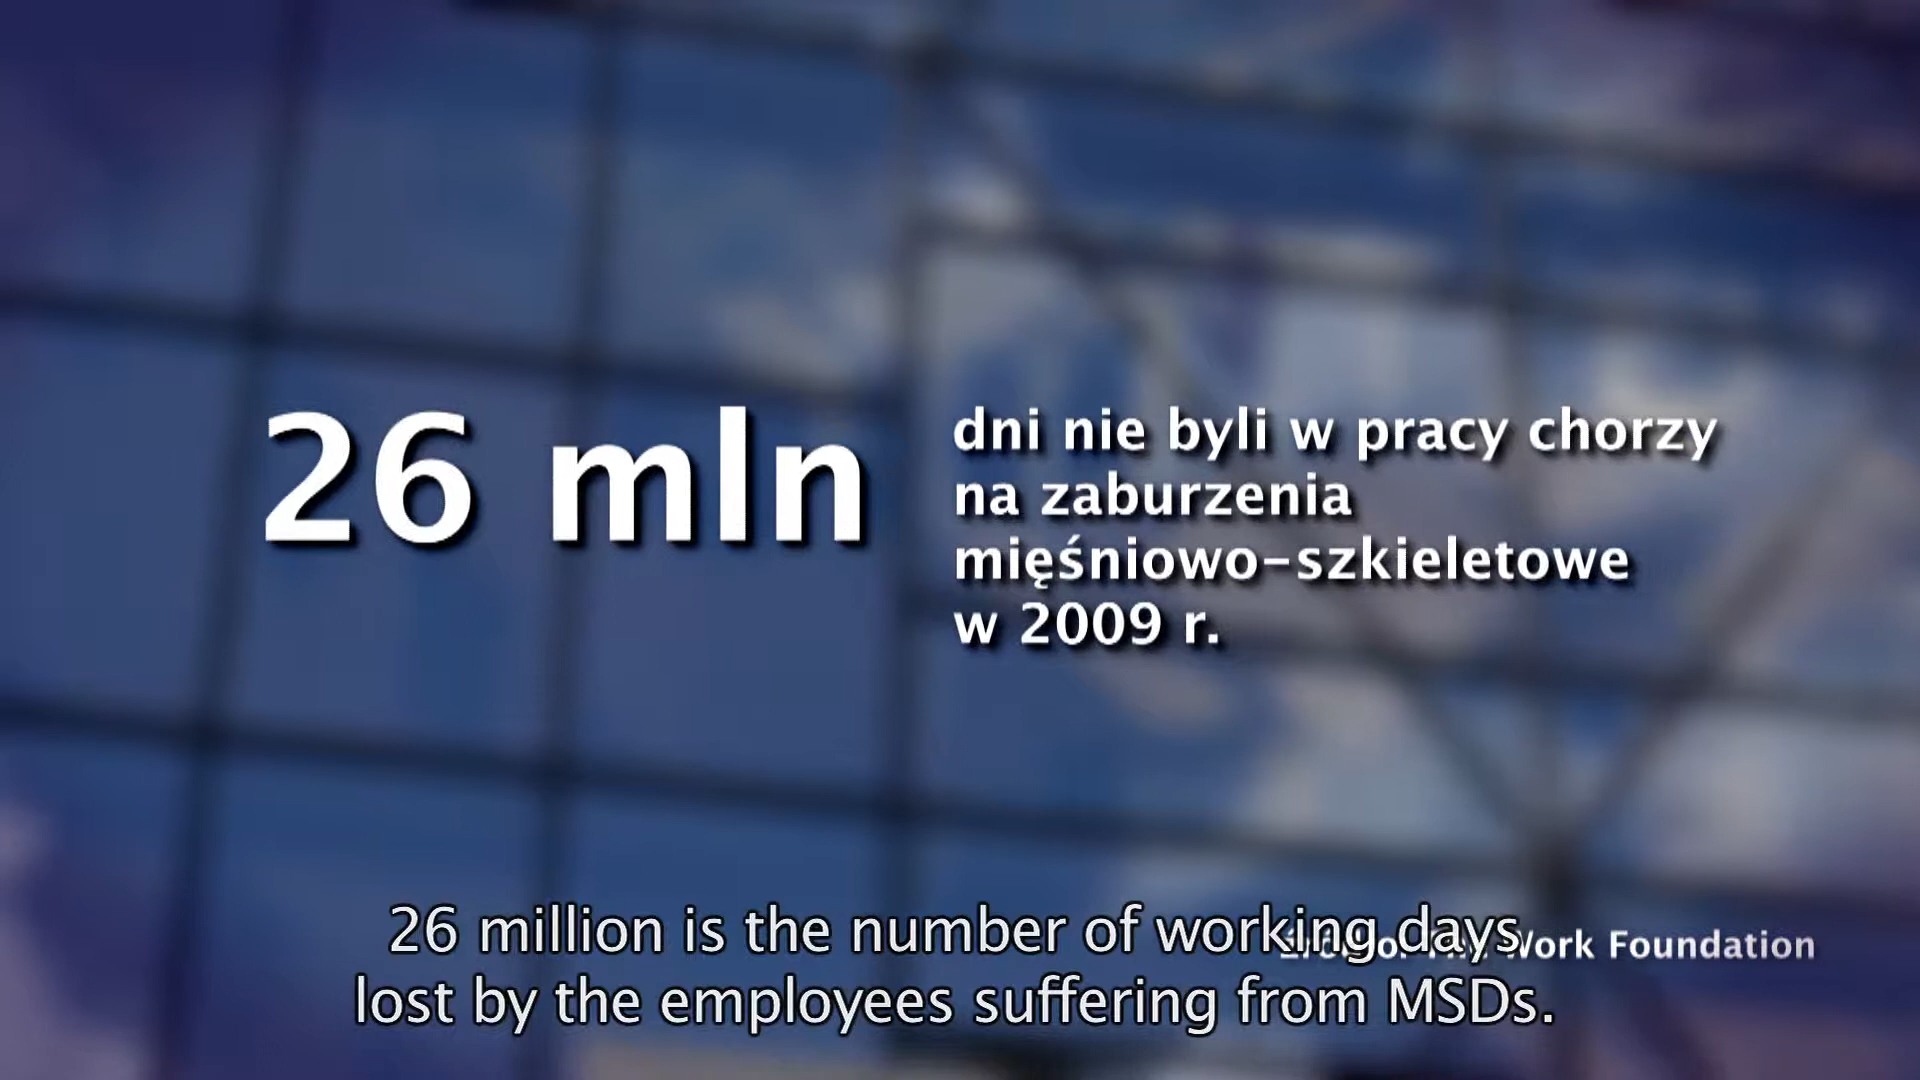 26 mln
dni nie byli w pracy chorzy
na zaburzenia
mięśniowo-szkieletowe
w 2009 r.
Work Foundation
26 million is the number of working days
lost by the employees suffering from MSDs.